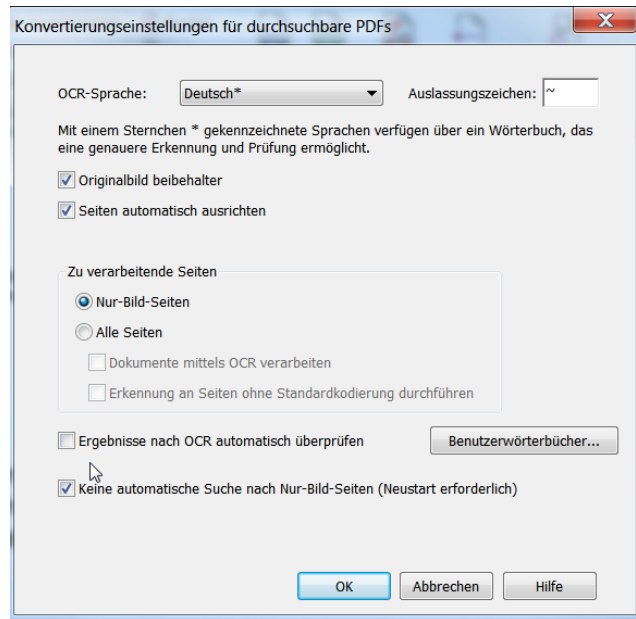 Konvertierungseinstellungen für durchsuchbare PDFs
OCR-Sprache: Deutsch* Auslassungszeichen: ~
Mit einem Sternchen * gekennzeichnete Sprachen verfügen über ein Wörterbuch, das
eine genauere Erkennung und Prüfung ermöglicht.
Originalbild beibehalter
Seiten automatisch ausrichten
Zu verarbeitende Seiten
Nur-Bild-Seiten
Alle Seiten
Dokumente mittels OCR verarbeiten
Erkennung an Seiten ohne Standardkodierung durchführen
Ergebnisse nach OCR automatisch überprüfen Benutzerwörterbücher...
Keine automatische Suche nach Nur-Bild-Seiten (Neustart erforderlich)
OK Abbrechen Hilfe